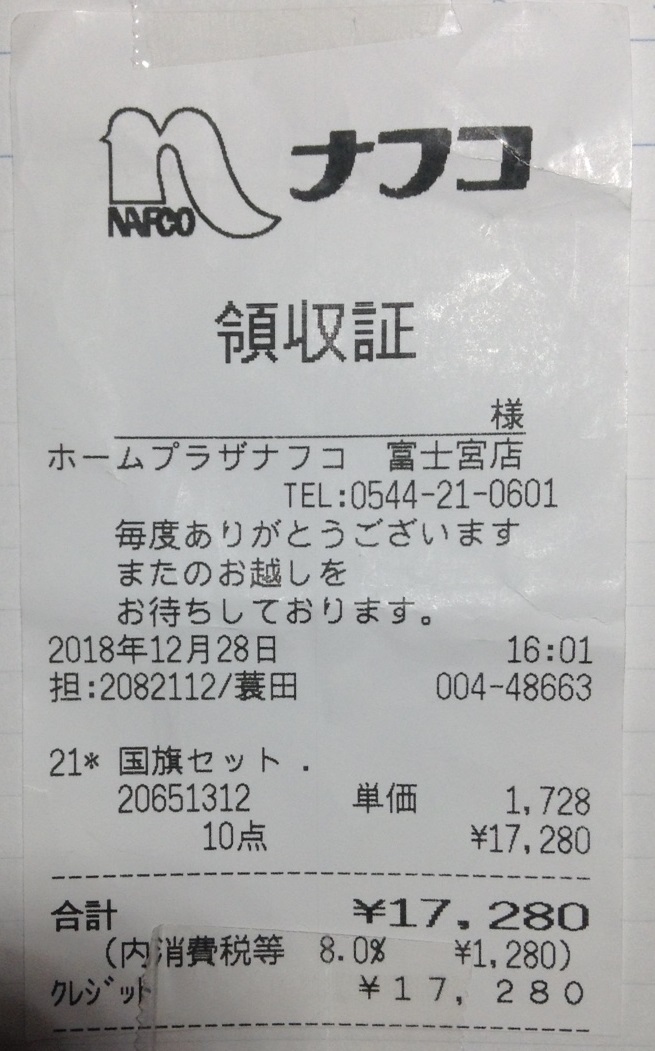 NAFCO ナフコ
領収証
様
ホームプラザナフコ 富士宮店
TEL:0544-21-0601
毎度ありがとうございます
またのお越しを
お待ちしております。
2018年12月28日 16:01
担:2082112/蓑田 004-48663
21* 国旗セット .
20651312 単価 1,728
10点 ¥17,280
合計 ¥17,280
(内消費税等 8.0% ¥1,280)
ｸﾚｼﾞｯﾄ ¥17,280